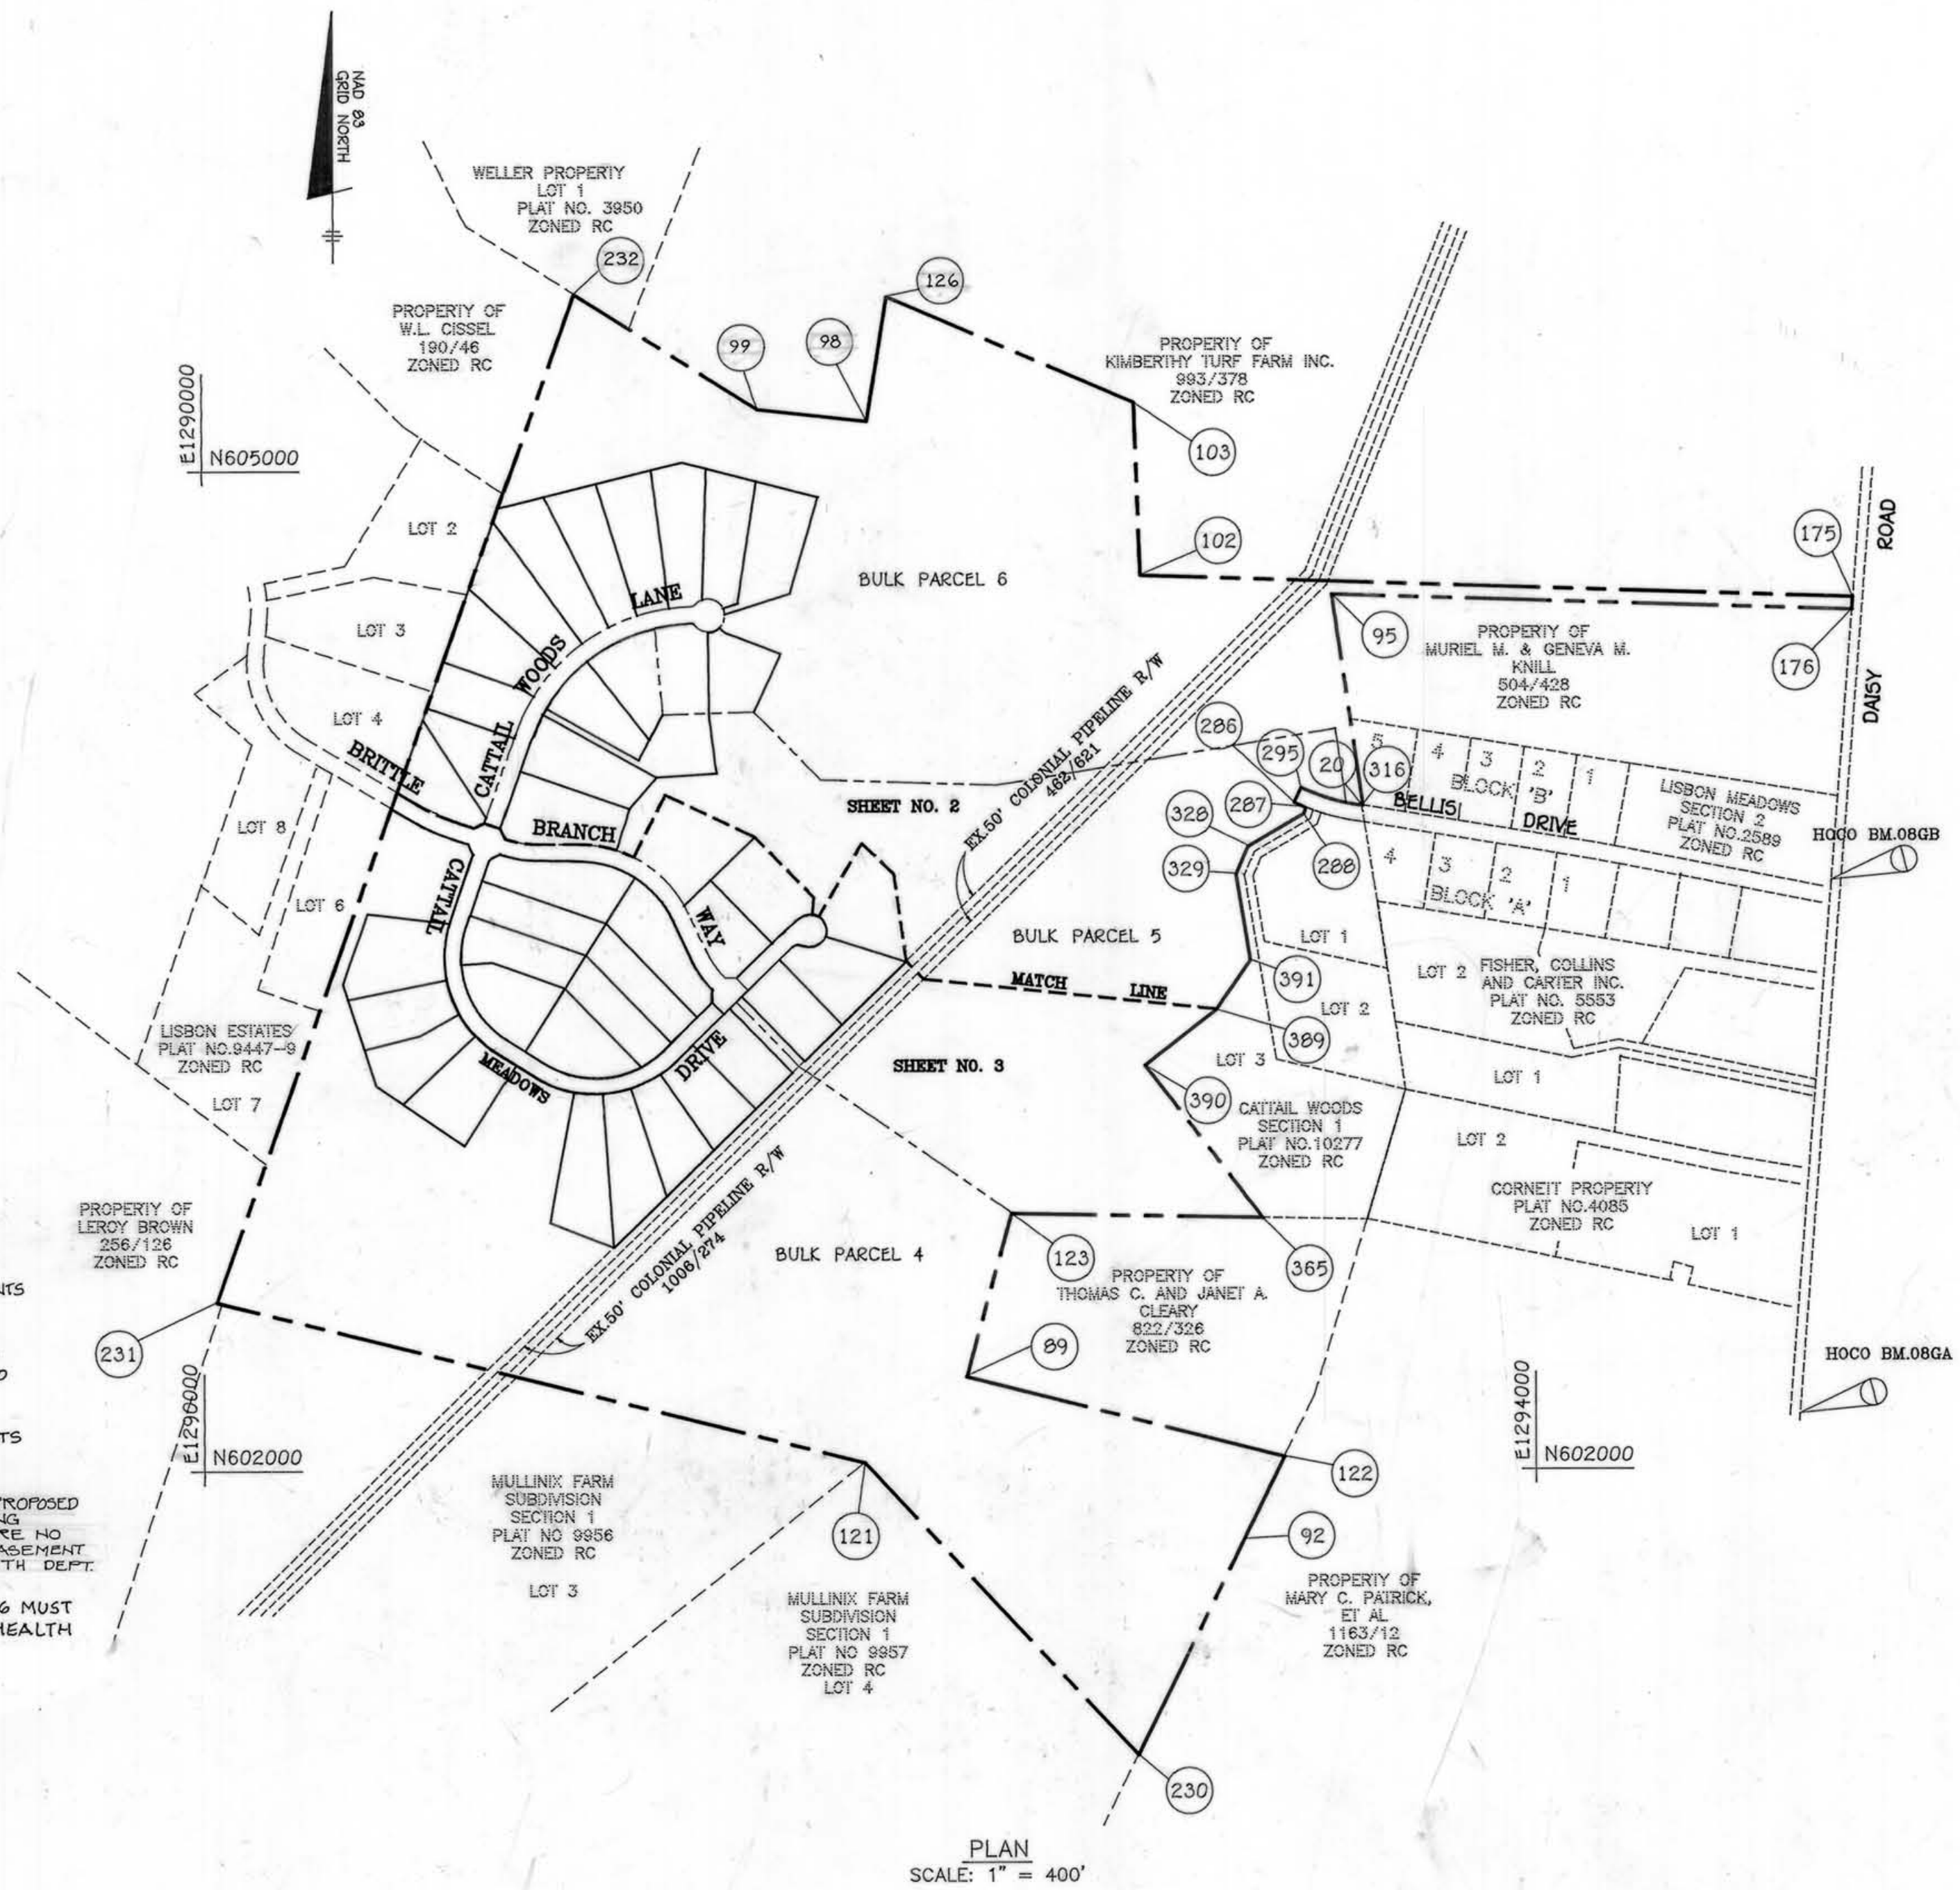 NAD 83
GRID NORTH
WELLER PROPERTY
LOT 1
PLAT NO. 3950
ZONED RC
232
126
PROPERTY OF
W.L. CISSEL
190/46
ZONED RC
99
98
PROPERTY OF
KIMBERTHY TURF FARM INC.
993/378
ZONED RC
E1290000
N605000
103
LOT 2
102
175
ROAD
BULK PARCEL 6
LANE
LOT 3
WOODS
95
PROPERTY OF
MURIEL M. & GENEVA M.
KNILL
504/428
ZONED RC
176
DAISY
LOT 4
BRITTLE
CATTAIL
EX.50' COLONIAL PIPELINE R/W
462/621
286
295
20
316
5
4
3
2
1
BLOCK 'B'
LISBON MEADOWS
SECTION 2
PLAT NO.2589
ZONED RC
SHEET NO. 2
287
BELLIS
DRIVE
328
HOCO BM.08GB
LOT 8
BRANCH
329
288
4
3
2
1
BLOCK 'A'
CATTAIL
LOT 6
WAY
BULK PARCEL 5
LOT 1
LOT 2
FISHER, COLLINS
AND CARTER INC.
PLAT NO. 5553
ZONED RC
MATCH LINE
391
LOT 2
LISBON ESTATES
PLAT NO.9447-9
ZONED RC
389
MEADOWS
DRIVE
SHEET NO. 3
LOT 3
LOT 1
LOT 7
390
CATTAIL WOODS
SECTION 1
PLAT NO.10277
ZONED RC
LOT 2
CORNETT PROPERTY
PLAT NO.4085
ZONED RC
LOT 1
PROPERTY OF
LEROY BROWN
256/126
ZONED RC
EX.50' COLONIAL PIPELINE R/W
1006/274
BULK PARCEL 4
123
365
PROPERTY OF
THOMAS C. AND JANET A.
CLEARY
822/326
ZONED RC
231
89
HOCO BM.08GA
E1290000
N602000
E1294000
N602000
122
MULLINIX FARM
SUBDIVISION
SECTION 1
PLAT NO 9956
ZONED RC
LOT 3
121
92
PROPERTY OF
MARY C. PATRICK,
ET AL
1163/12
ZONED RC
MULLINIX FARM
SUBDIVISION
SECTION 1
PLAT NO 9957
ZONED RC
LOT 4
230
PROPOSED
RE NO
TH DEPT.
MUST
HEALTH
PLAN
SCALE: 1" = 400'